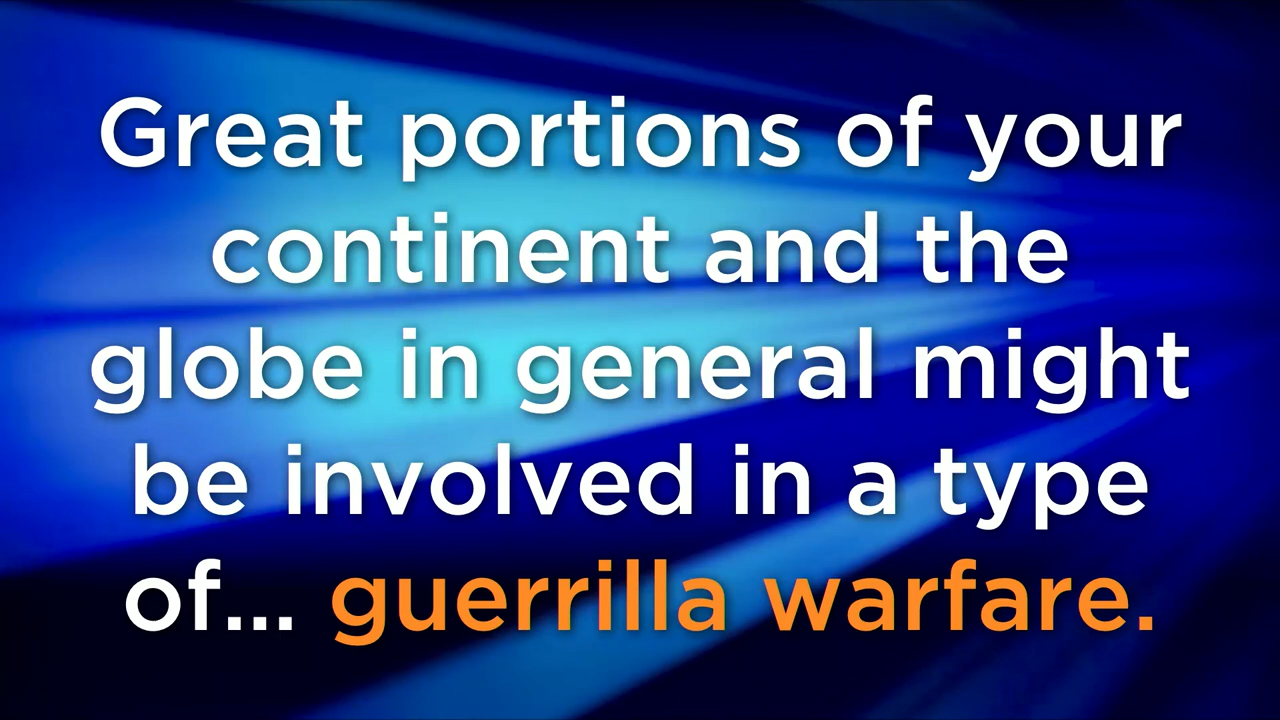 Great portions of your
continent and the
globe in general might
be involved in a type
of... guerrilla warfare.